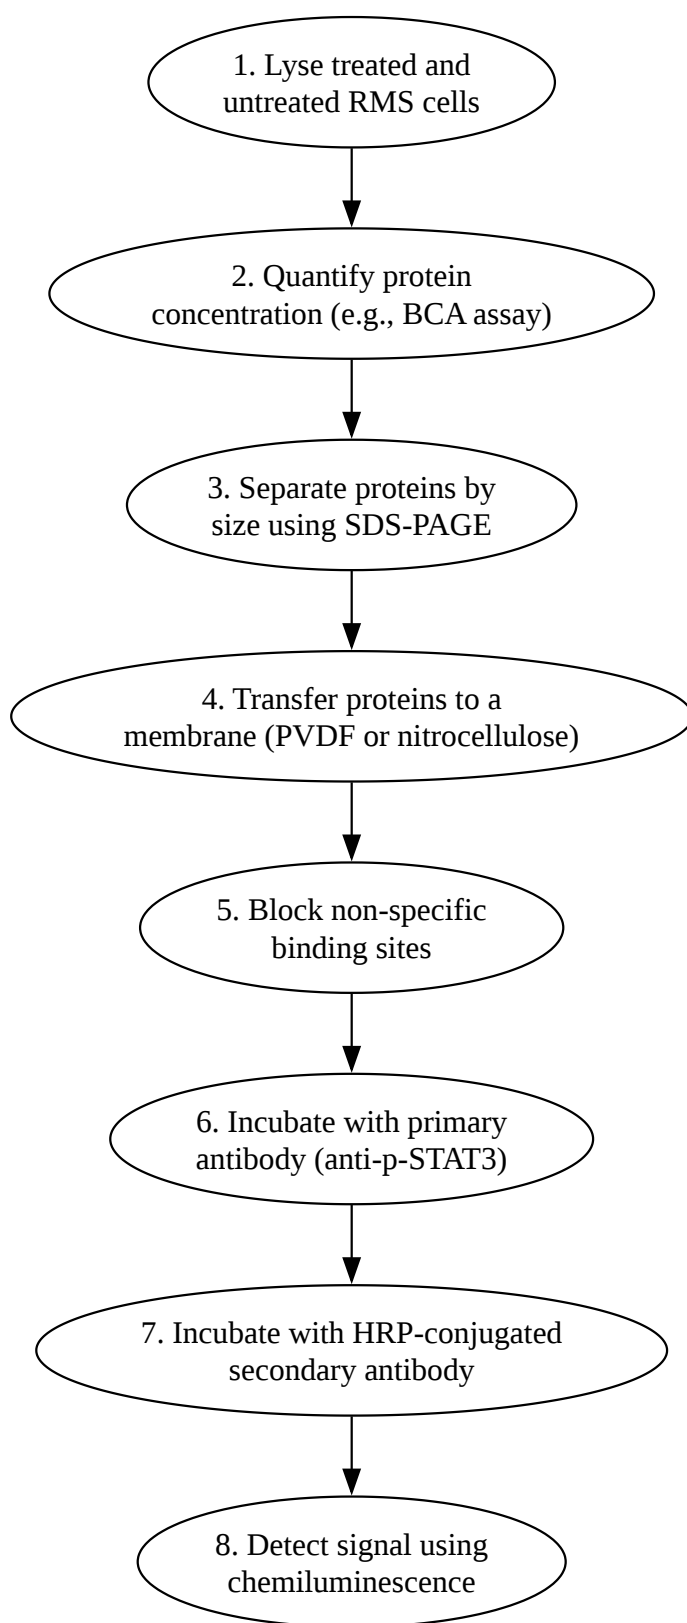 1. Lyse treated and
untreated RMS cells
2. Quantify protein
concentration (e.g., BCA assay)
3. Separate proteins by
size using SDS-PAGE
4. Transfer proteins to a
membrane (PVDF or nitrocellulose)
5. Block non-specific
binding sites
6. Incubate with primary
antibody (anti-p-STAT3)
7. Incubate with HRP-conjugated
secondary antibody
8. Detect signal using
chemiluminescence